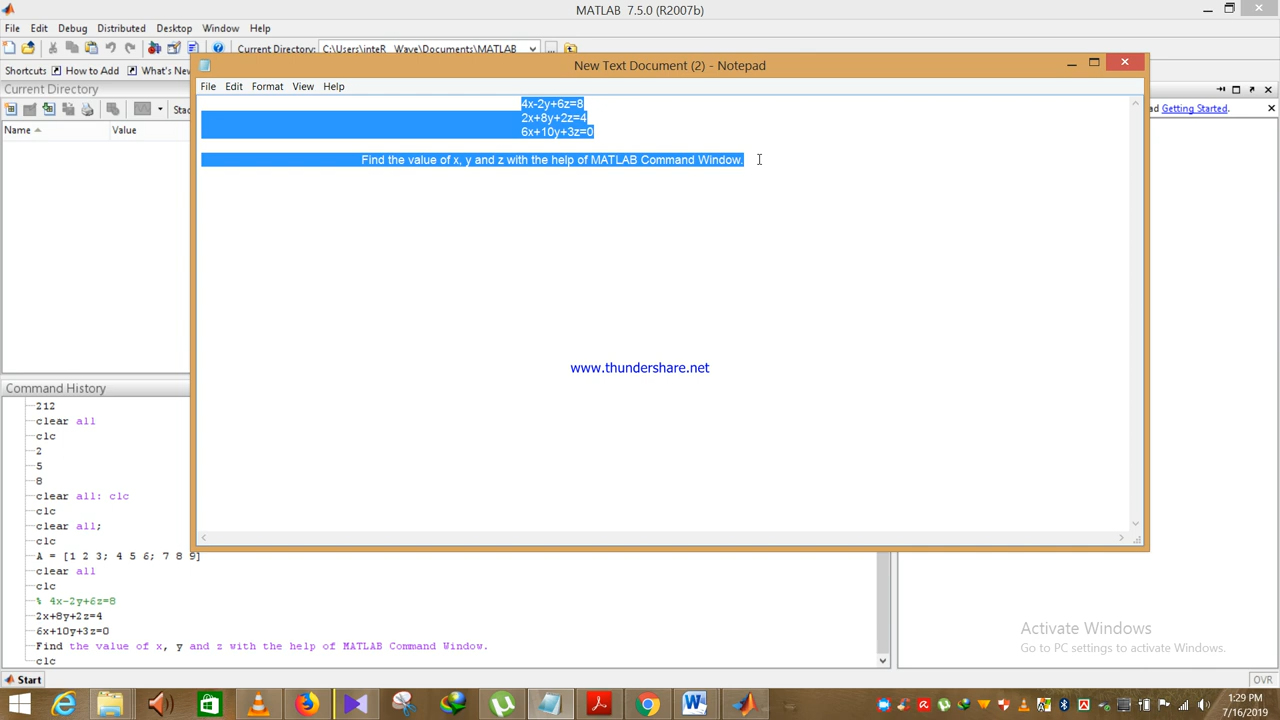 MATLAB 7.5.0 (R2007b)
File Edit Debug Distributed Desktop Window Help
Current Directory: C:\Users\inteR_Wave\Documents\MATLAB
Shortcuts How to Add What's New
New Text Document (2) - Notepad
Current Directory
File Edit Format View Help
Name Value
Stac
ad Getting Started.
4x-2y+6z=8
2x+8y+2z=4
6x+10y+3z=0
Find the value of x, y and z with the help of MATLAB Command Window.
www.thundershare.net
Command History
212
clear all
clc
2
5
8
clear all: clc
clc
clear all;
clc
A = [1 2 3; 4 5 6; 7 8 9]
clear all
clc
% 4x-2y+6z=8
2x+8y+2z=4
6x+10y+3z=0
Find the value of x, y and z with the help of MATLAB Command Window.
clc
Activate Windows
Go to PC settings to activate Windows.
Start
OVR
1:29 PM
7/16/2019